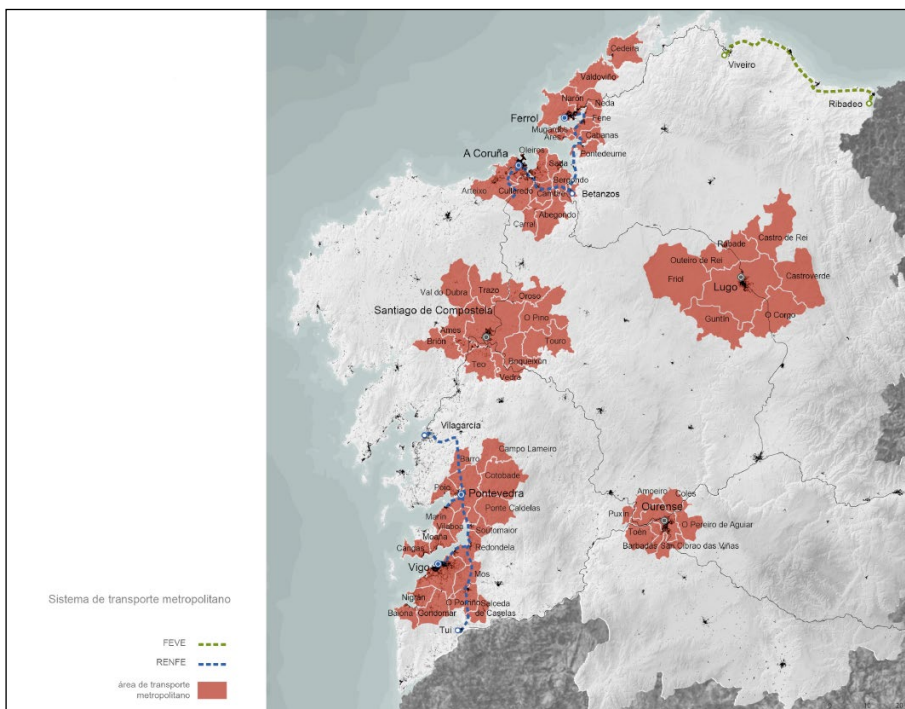 Cedeira
Viveiro
Valdoviño
Ribadeo
Narón
Neda
Ferrol
Fene
Mugardos
Ares
Cabanas
Oleiros
Pontedeume
A Coruña
Sada
Bergondo
Arteixo
Culleredo
Cambre
Betanzos
Abegondo
Carral
Castro de Rei
Rábade
Outeiro de Rei
Friol
Castroverde
Lugo
Guntín
O Corgo
Val do Dubra
Trazo
Oroso
Santiago de Compostela
O Pino
Ames
Brión
Touro
Teo
Boqueixón
Vedra
Vilagarcía
Campo Lameiro
Barro
Cotobade
Poio
Pontevedra
Ponte Caldelas
Marín
Vilaboa
Soutomaior
Moaña
Cangas
Redondela
Vigo
Mos
Nigrán
O Porriño
Salceda
de Caselas
Baiona
Gondomar
Tui
Amoeiro
Coles
Ourense
Punxín
Toén
O Pereiro de Aguiar
Barbadás
San Cibrao das Viñas
Sistema de transporte metropolitano
FEVE
RENFE
área de transporte
metropolitano